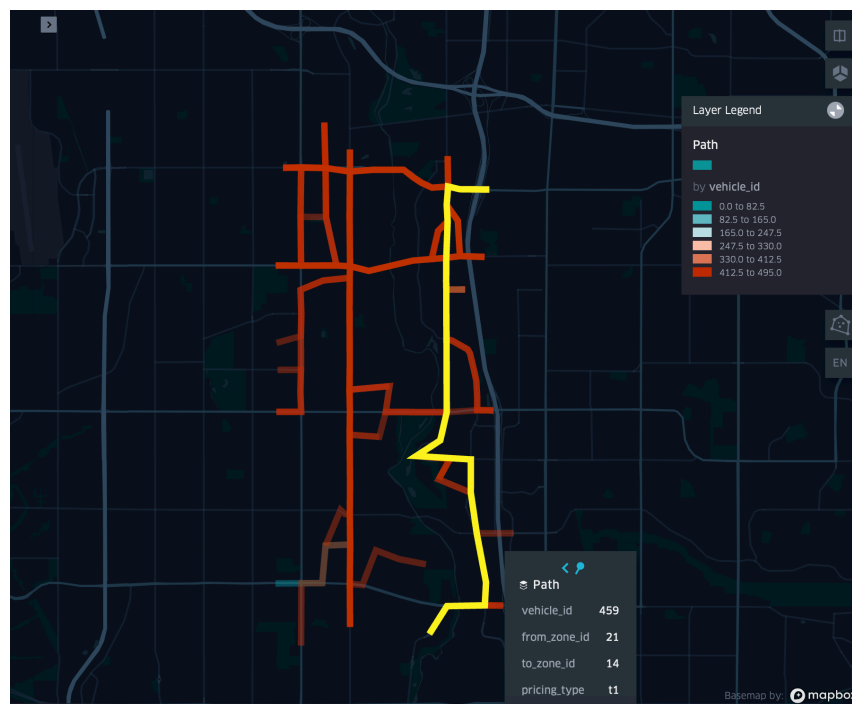 Layer Legend
Path
by vehicle_id
0.0 to 82.5
82.5 to 165.0
165.0 to 247.5
247.5 to 330.0
330.0 to 412.5
412.5 to 495.0
EN
Path
vehicle_id 459
from_zone_id 21
to_zone_id 14
pricing_type t1
Basemap by: mapbox